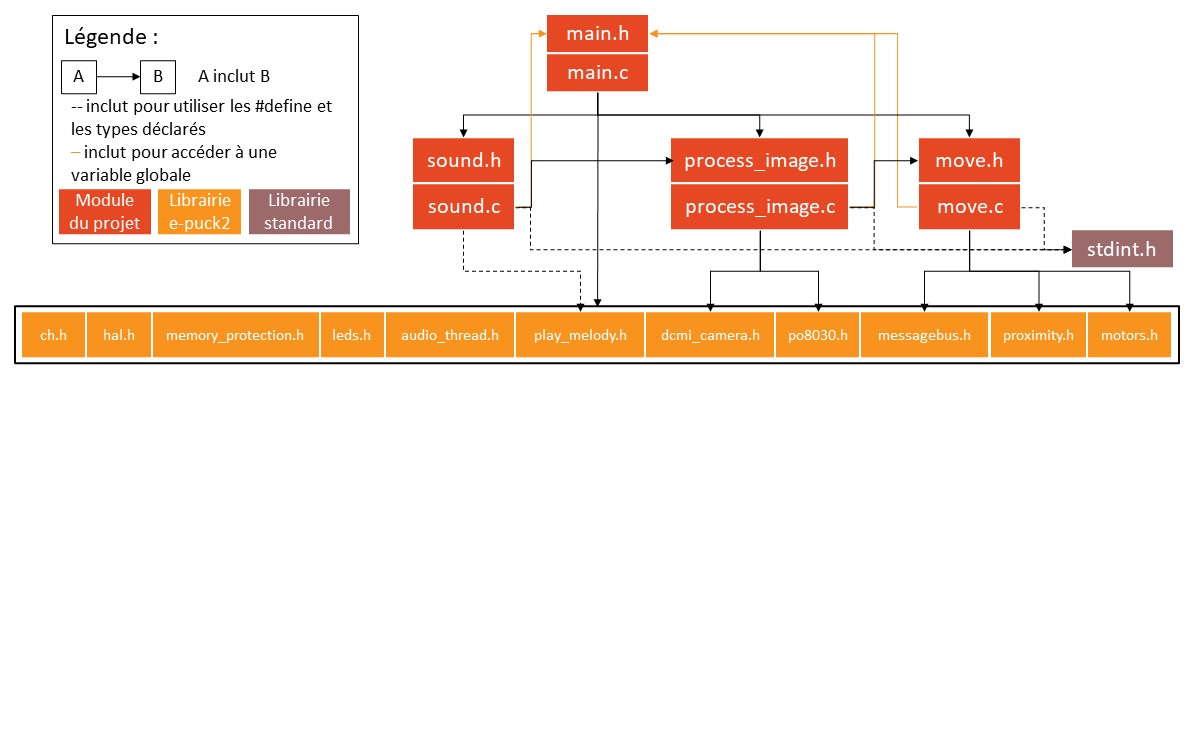 Légende :
A
B
A inclut B
-- inclut pour utiliser les #define et
les types déclarés
– inclut pour accéder à une
variable globale
Module
du projet
Librairie
e-puck2
Librairie
standard
main.h
main.c
sound.h
process_image.h
move.h
sound.c
process_image.c
move.c
stdint.h
ch.h
hal.h
memory_protection.h
leds.h
audio_thread.h
play_melody.h
dcmi_camera.h
po8030.h
messagebus.h
proximity.h
motors.h